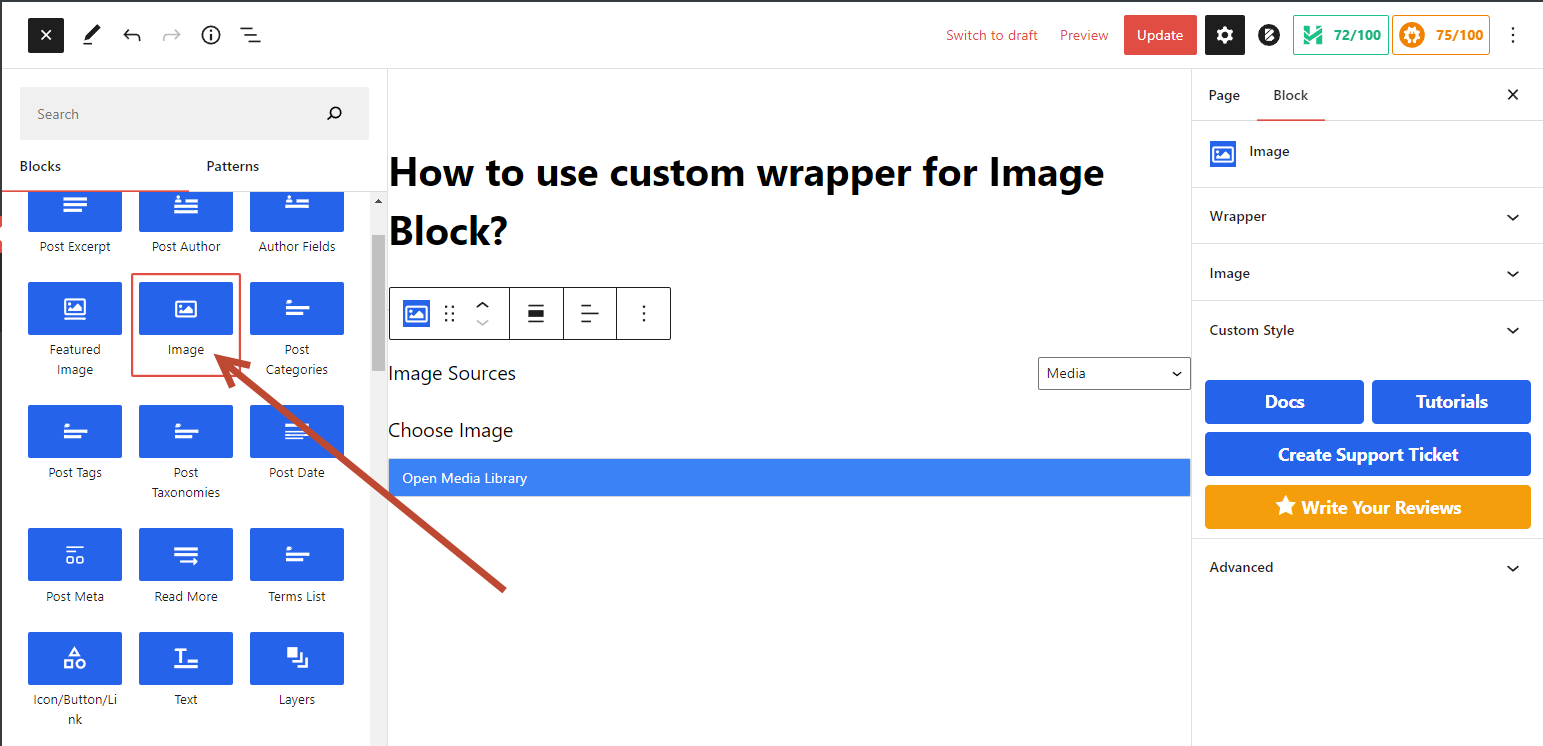 Switch to draft
Preview
Update
72/100
75/100
Search
Blocks
Patterns
Post Excerpt
Post Author
Author Fields
Featured
Image
Image
Post
Categories
Post Tags
Post
Taxonomies
Post Date
Post Meta
Read More
Terms List
Icon/Button/Li
nk
Text
Layers
How to use custom wrapper for Image
Block?
Image Sources
Media
Choose Image
Open Media Library
Page
Block
Image
Wrapper
Image
Custom Style
Docs
Tutorials
Create Support Ticket
Write Your Reviews
Advanced